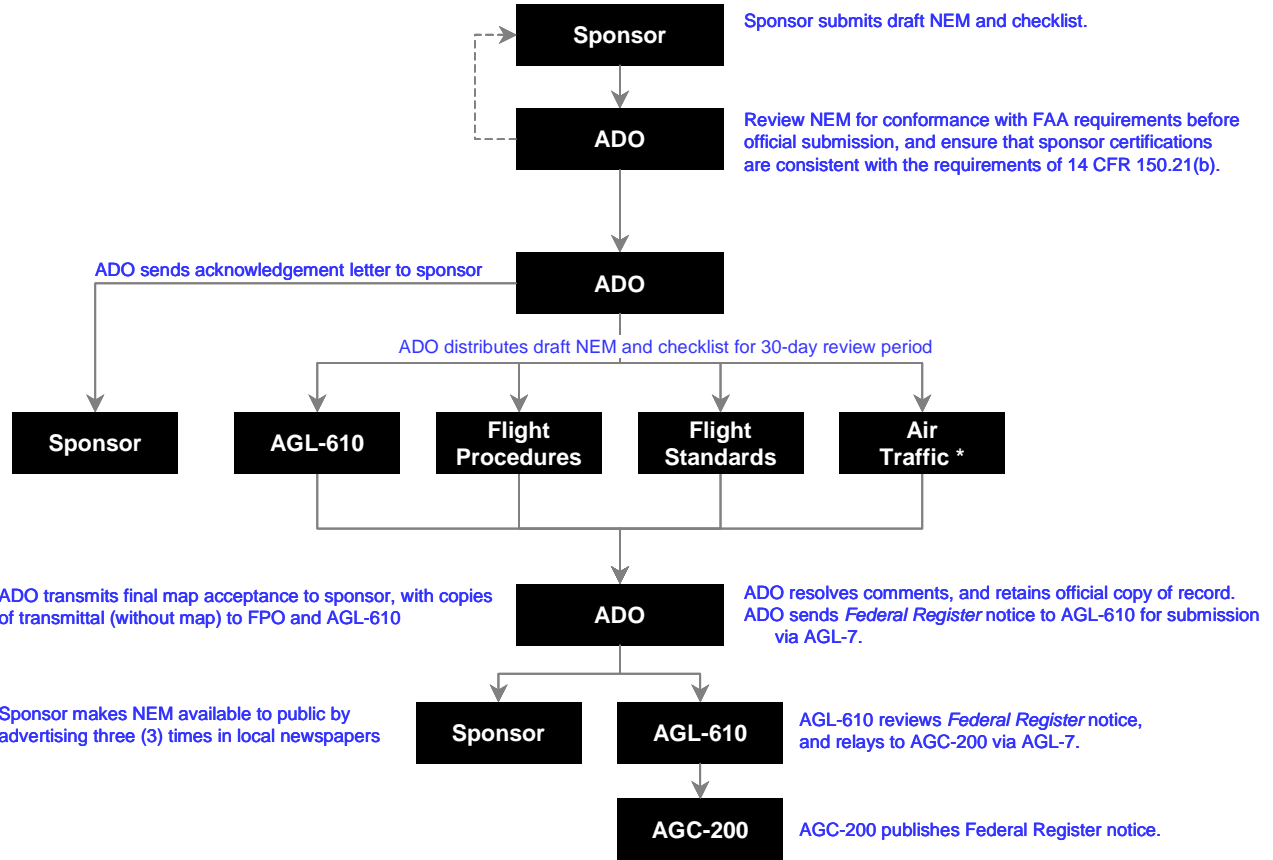 Sponsor
Sponsor submits draft NEM and checklist.
ADO
Review NEM for conformance with FAA requirements before
official submission, and ensure that sponsor certifications
are consistent with the requirements of 14 CFR 150.21(b).
ADO sends acknowledgement letter to sponsor
ADO
ADO distributes draft NEM and checklist for 30-day review period
Sponsor
AGL-610
Flight
Procedures
Flight
Standards
Air
Traffic *
ADO transmits final map acceptance to sponsor, with copies
of transmittal (without map) to FPO and AGL-610
ADO
ADO resolves comments, and retains official copy of record.
ADO sends Federal Register notice to AGL-610 for submission
via AGL-7.
Sponsor makes NEM available to public by
advertising three (3) times in local newspapers
Sponsor
AGL-610
AGL-610 reviews Federal Register notice,
and relays to AGC-200 via AGL-7.
AGC-200
AGC-200 publishes Federal Register notice.